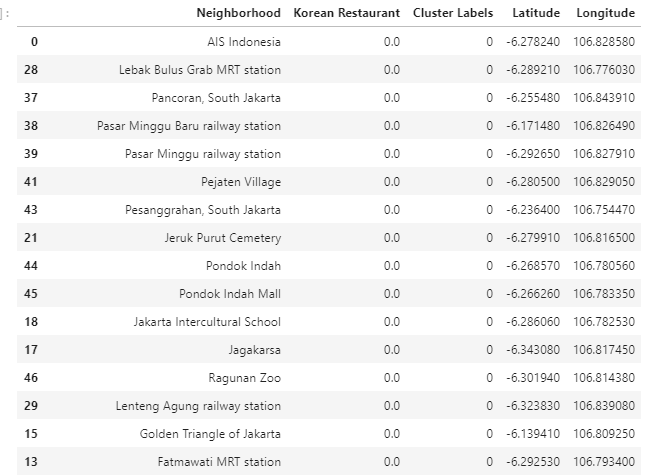 ] :
Neighborhood Korean Restaurant Cluster Labels Latitude Longitude
0 AIS Indonesia 0.0 0 -6.278240 106.828580
28 Lebak Bulus Grab MRT station 0.0 0 -6.289210 106.776030
37 Pancoran, South Jakarta 0.0 0 -6.255480 106.843910
38 Pasar Minggu Baru railway station 0.0 0 -6.171480 106.826490
39 Pasar Minggu railway station 0.0 0 -6.292650 106.827910
41 Pejaten Village 0.0 0 -6.280500 106.829050
43 Pesanggrahan, South Jakarta 0.0 0 -6.236400 106.754470
21 Jeruk Purut Cemetery 0.0 0 -6.279910 106.816500
44 Pondok Indah 0.0 0 -6.268570 106.780560
45 Pondok Indah Mall 0.0 0 -6.266260 106.783350
18 Jakarta Intercultural School 0.0 0 -6.286060 106.782530
17 Jagakarsa 0.0 0 -6.343080 106.817450
46 Ragunan Zoo 0.0 0 -6.301940 106.814380
29 Lenteng Agung railway station 0.0 0 -6.323830 106.839080
15 Golden Triangle of Jakarta 0.0 0 -6.139410 106.809250
13 Fatmawati MRT station 0.0 0 -6.292530 106.793400